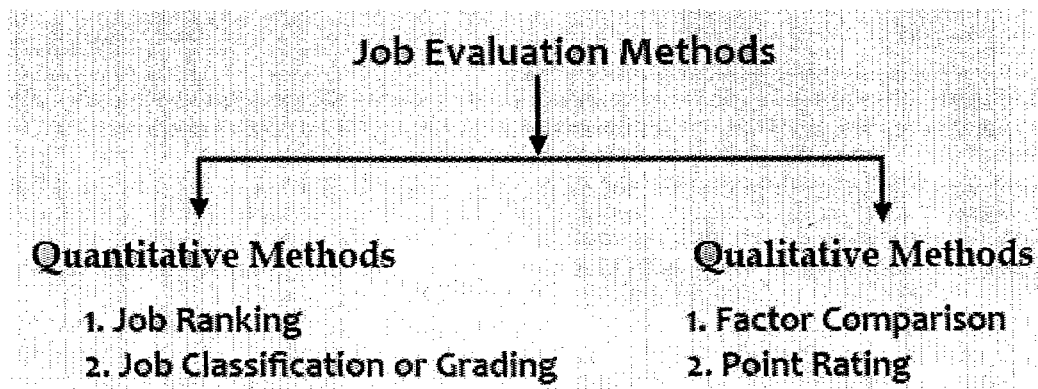 Job Evaluation Methods
Quantitative Methods
1. Job Ranking
2. Job Classification or Grading
Qualitative Methods
1. Factor Comparison
2. Point Rating